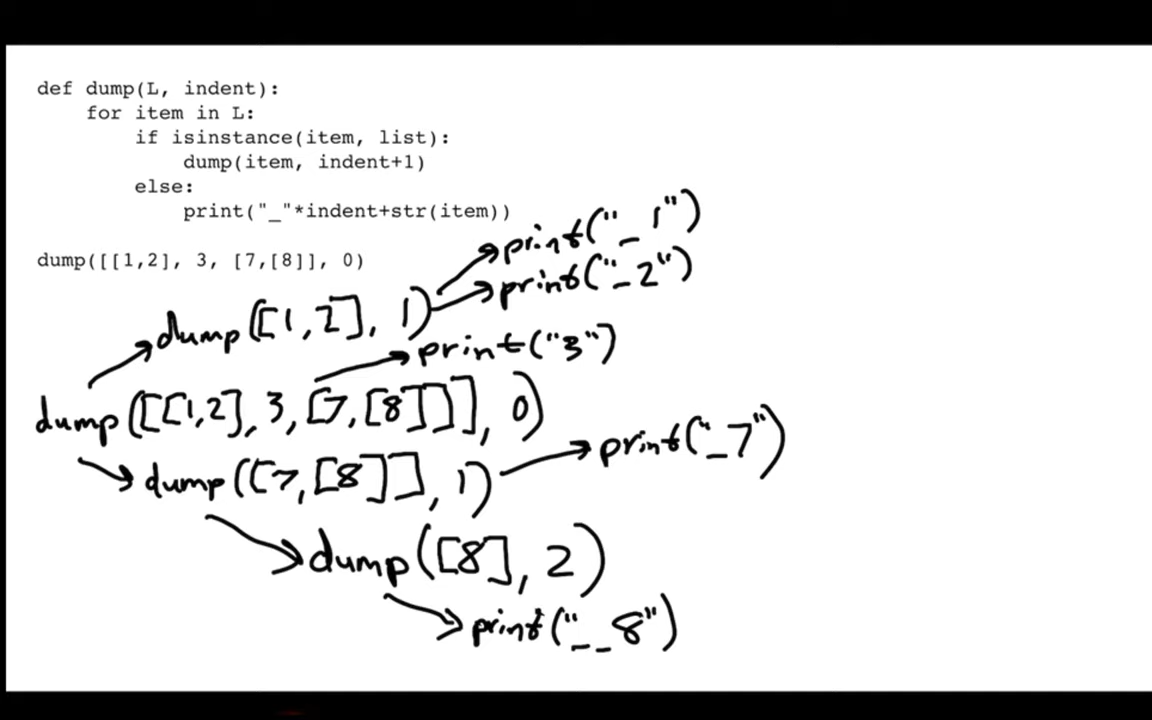 def dump(L, indent):
    for item in L:
        if isinstance(item, list):
            dump(item, indent+1)
        else:
            print("_"*indent+str(item))
dump([[1,2], 3, [7,[8]], 0)
print("_1")
print("_2")
dump([1,2], 1)
print("3")
dump([[1,2],3,[7,[8]]], 0)
print("_7")
dump([7,[8]], 1)
dump([8], 2)
print("__8")